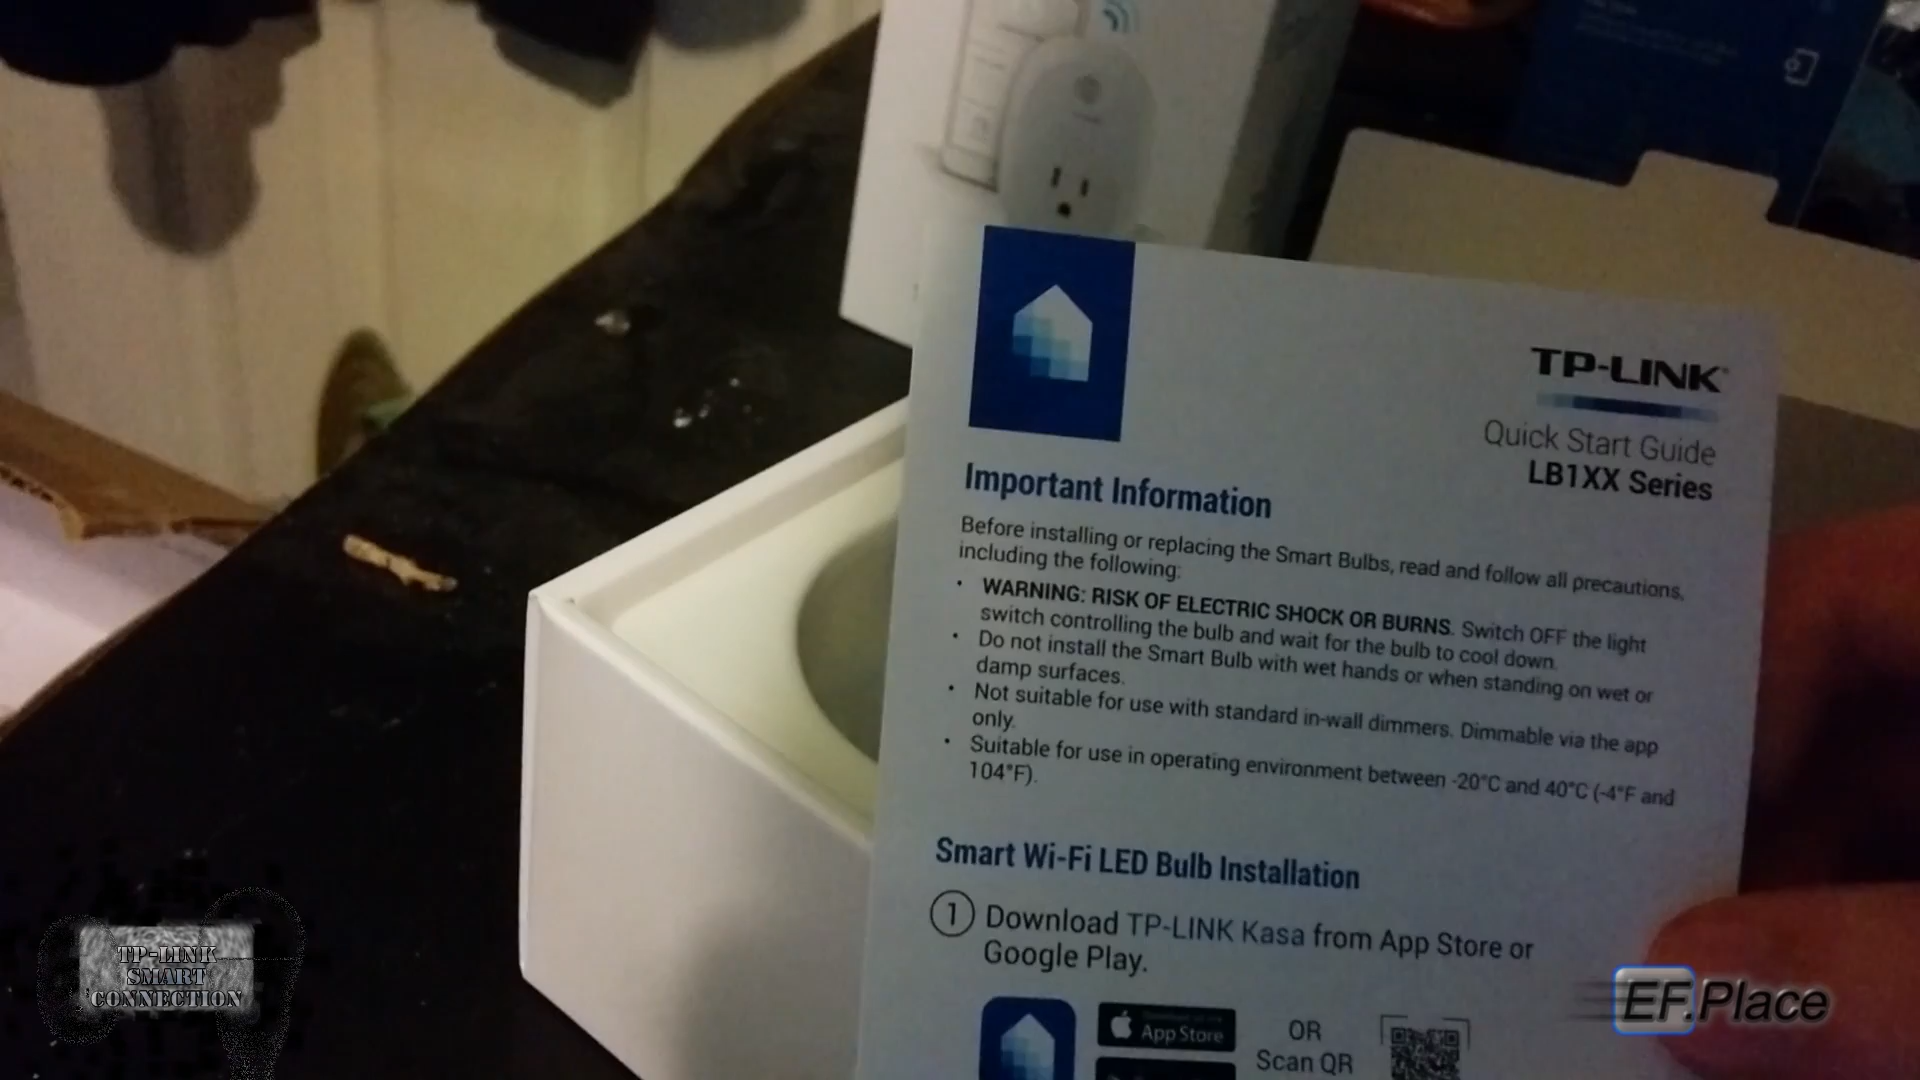 TP-LINK
Quick Start Guide
LB1XX Series
Important Information
Before installing or replacing the Smart Bulbs, read and follow all precautions,
including the following:
· WARNING: RISK OF ELECTRIC SHOCK OR BURNS. Switch OFF the light
switch controlling the bulb and wait for the bulb to cool down.
· Do not install the Smart Bulb with wet hands or when standing on wet or
damp surfaces.
· Not suitable for use with standard in-wall dimmers. Dimmable via the app
only.
· Suitable for use in operating environment between -20°C and 40°C (-4°F and
104°F).
Smart Wi-Fi LED Bulb Installation
1 Download TP-LINK Kasa from App Store or
Google Play.
App Store
OR
Scan QR
TP-LINK
SMART
CONNECTION
EF.Place